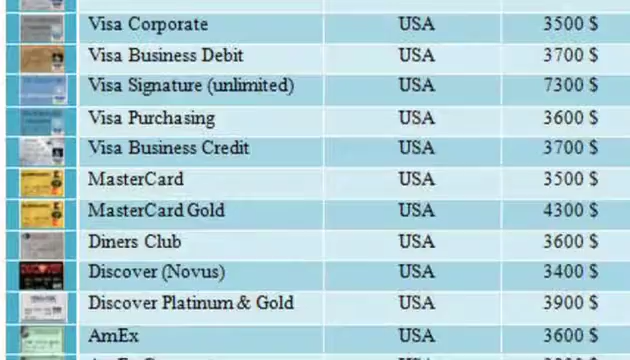 Visa Corporate USA 3500 $
Visa Business Debit USA 3700 $
Visa Signature (unlimited) USA 7300 $
Visa Purchasing USA 3600 $
Visa Business Credit USA 3700 $
MasterCard USA 3500 $
MasterCard Gold USA 4300 $
Diners Club USA 3600 $
Discover (Novus) USA 3400 $
Discover Platinum & Gold USA 3900 $
AmEx USA 3600 $